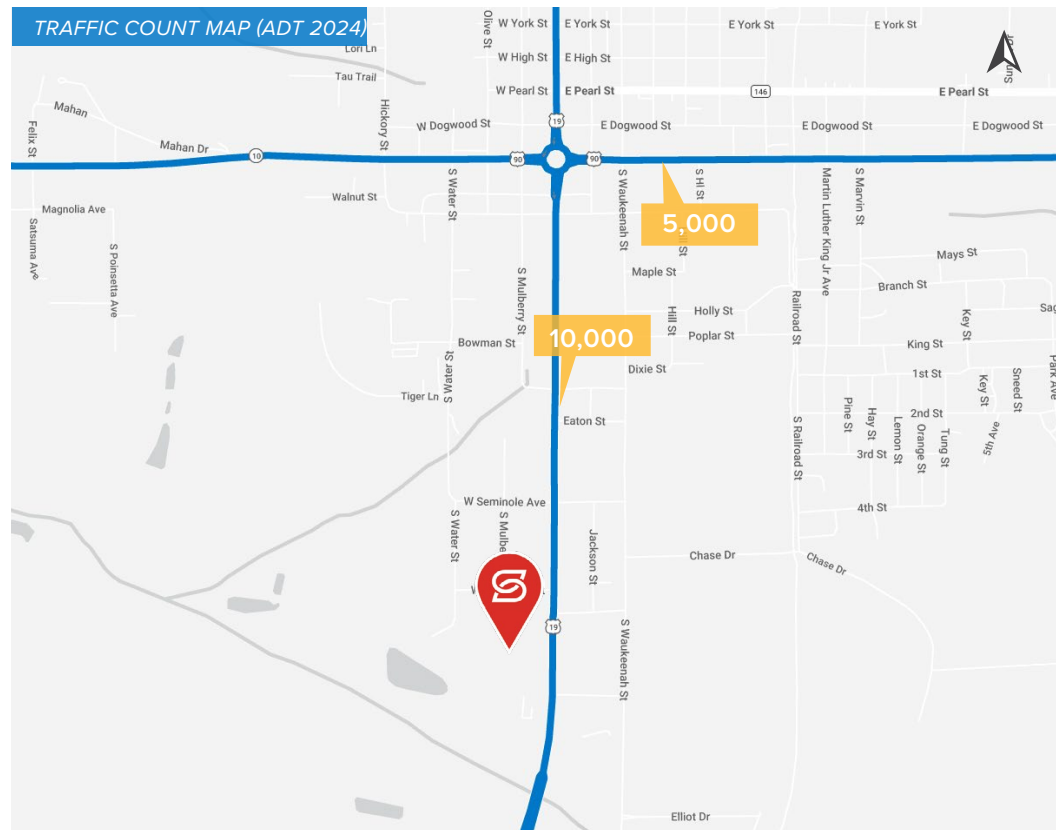 TRAFFIC COUNT MAP (ADT 2024)
Olive St
W York St
E York St
E York St
E York St
Lori Ln
W High St
E High St
Tau Trail
W Pearl St
E Pearl St
146
E Pearl St
Mahan
Hickory St
W Dogwood St
19
E Dogwood St
E Dogwood St
E Dogwood St
Felix St
Mahan Dr
10
90
90
Walnut St
S Water St
S Waukeenah St
S HI St
Martin Luther King Jr Ave
S Marvin St
Magnolia Ave
Satsuma Ave
S Poinsetta Ave
5,000
Maple St
Mays St
Branch St
S Mulberry St
Hill St
Holly St
Railroad St
Key St
10,000
Poplar St
Bowman St
King St
Dixie St
1st St
Park Ave
S Water St
Tiger Ln
Key St
Sneed St
Eaton St
Pine St
Hay St
Lemon St
Orange St
Tung St
2nd St
5th Ave
S Railroad St
3rd St
W Seminole Ave
4th St
S Water St
Jackson St
Chase Dr
Chase Dr
19
S Waukeenah St
Elliot Dr